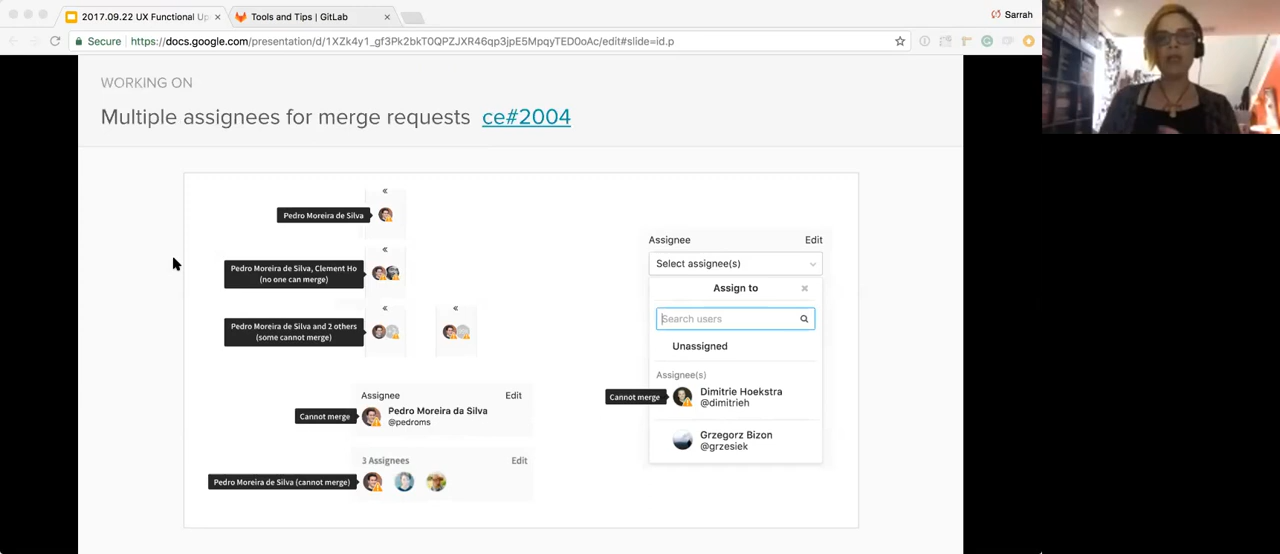 2017.09.22 UX Functional Up
Tools and Tips | GitLab
Sarrah
Secure
https://docs.google.com/presentation/d/1XZk4y1_gf3Pk2bkT0QPZJXR46qp3jpE5MpqyTED0oAc/edit#slide=id.p
WORKING ON
Multiple assignees for merge requests ce#2004
Pedro Moreira de Silva
Pedro Moreira de Silva, Clement Ho
(no one can merge)
Pedro Moreira de Silva and 2 others
(some cannot merge)
Assignee Edit
Cannot merge
Pedro Moreira da Silva
@pedroms
3 Assignees Edit
Pedro Moreira de Silva (cannot merge)
Assignee Edit
Select assignee(s)
Assign to
Search users
Unassigned
Assignee(s)
Cannot merge
Dimitrie Hoekstra
@dimitrieh
Grzegorz Bizon
@grzesiek